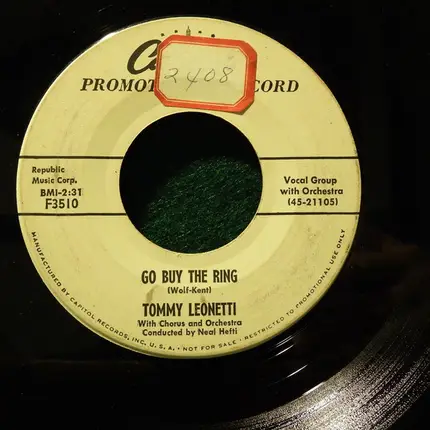 2408
PROMOT CORD
Republic
Music Corp.
BMI-2:31
F3510
Vocal Group
with Orchestra
(45-21105)
GO BUY THE RING
(Wolf-Kent)
TOMMY LEONETTI
With Chorus and Orchestra
Conducted by Neal Hefti
MANUFACTURED BY CAPITOL RECORDS, INC., U. S. A. • NOT FOR SALE • RESTRICTED TO PROMOTIONAL USE ONLY